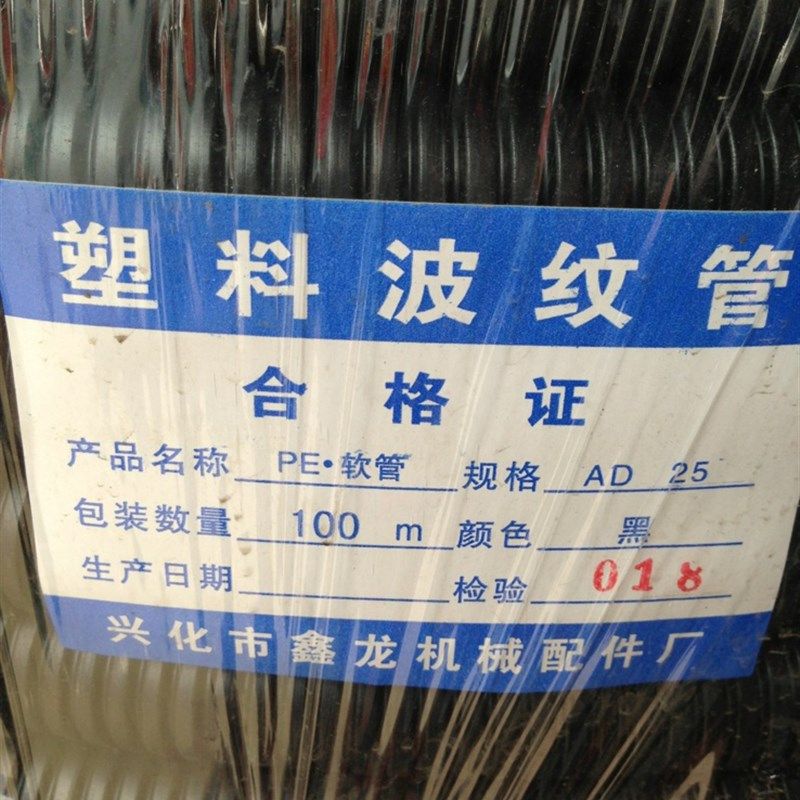 塑料波纹管
合格证
产品名称 PE·软管 规格 AD 25
包装数量 100 m 颜色 黑
生产日期 检验 018
兴化市鑫龙机械配件厂